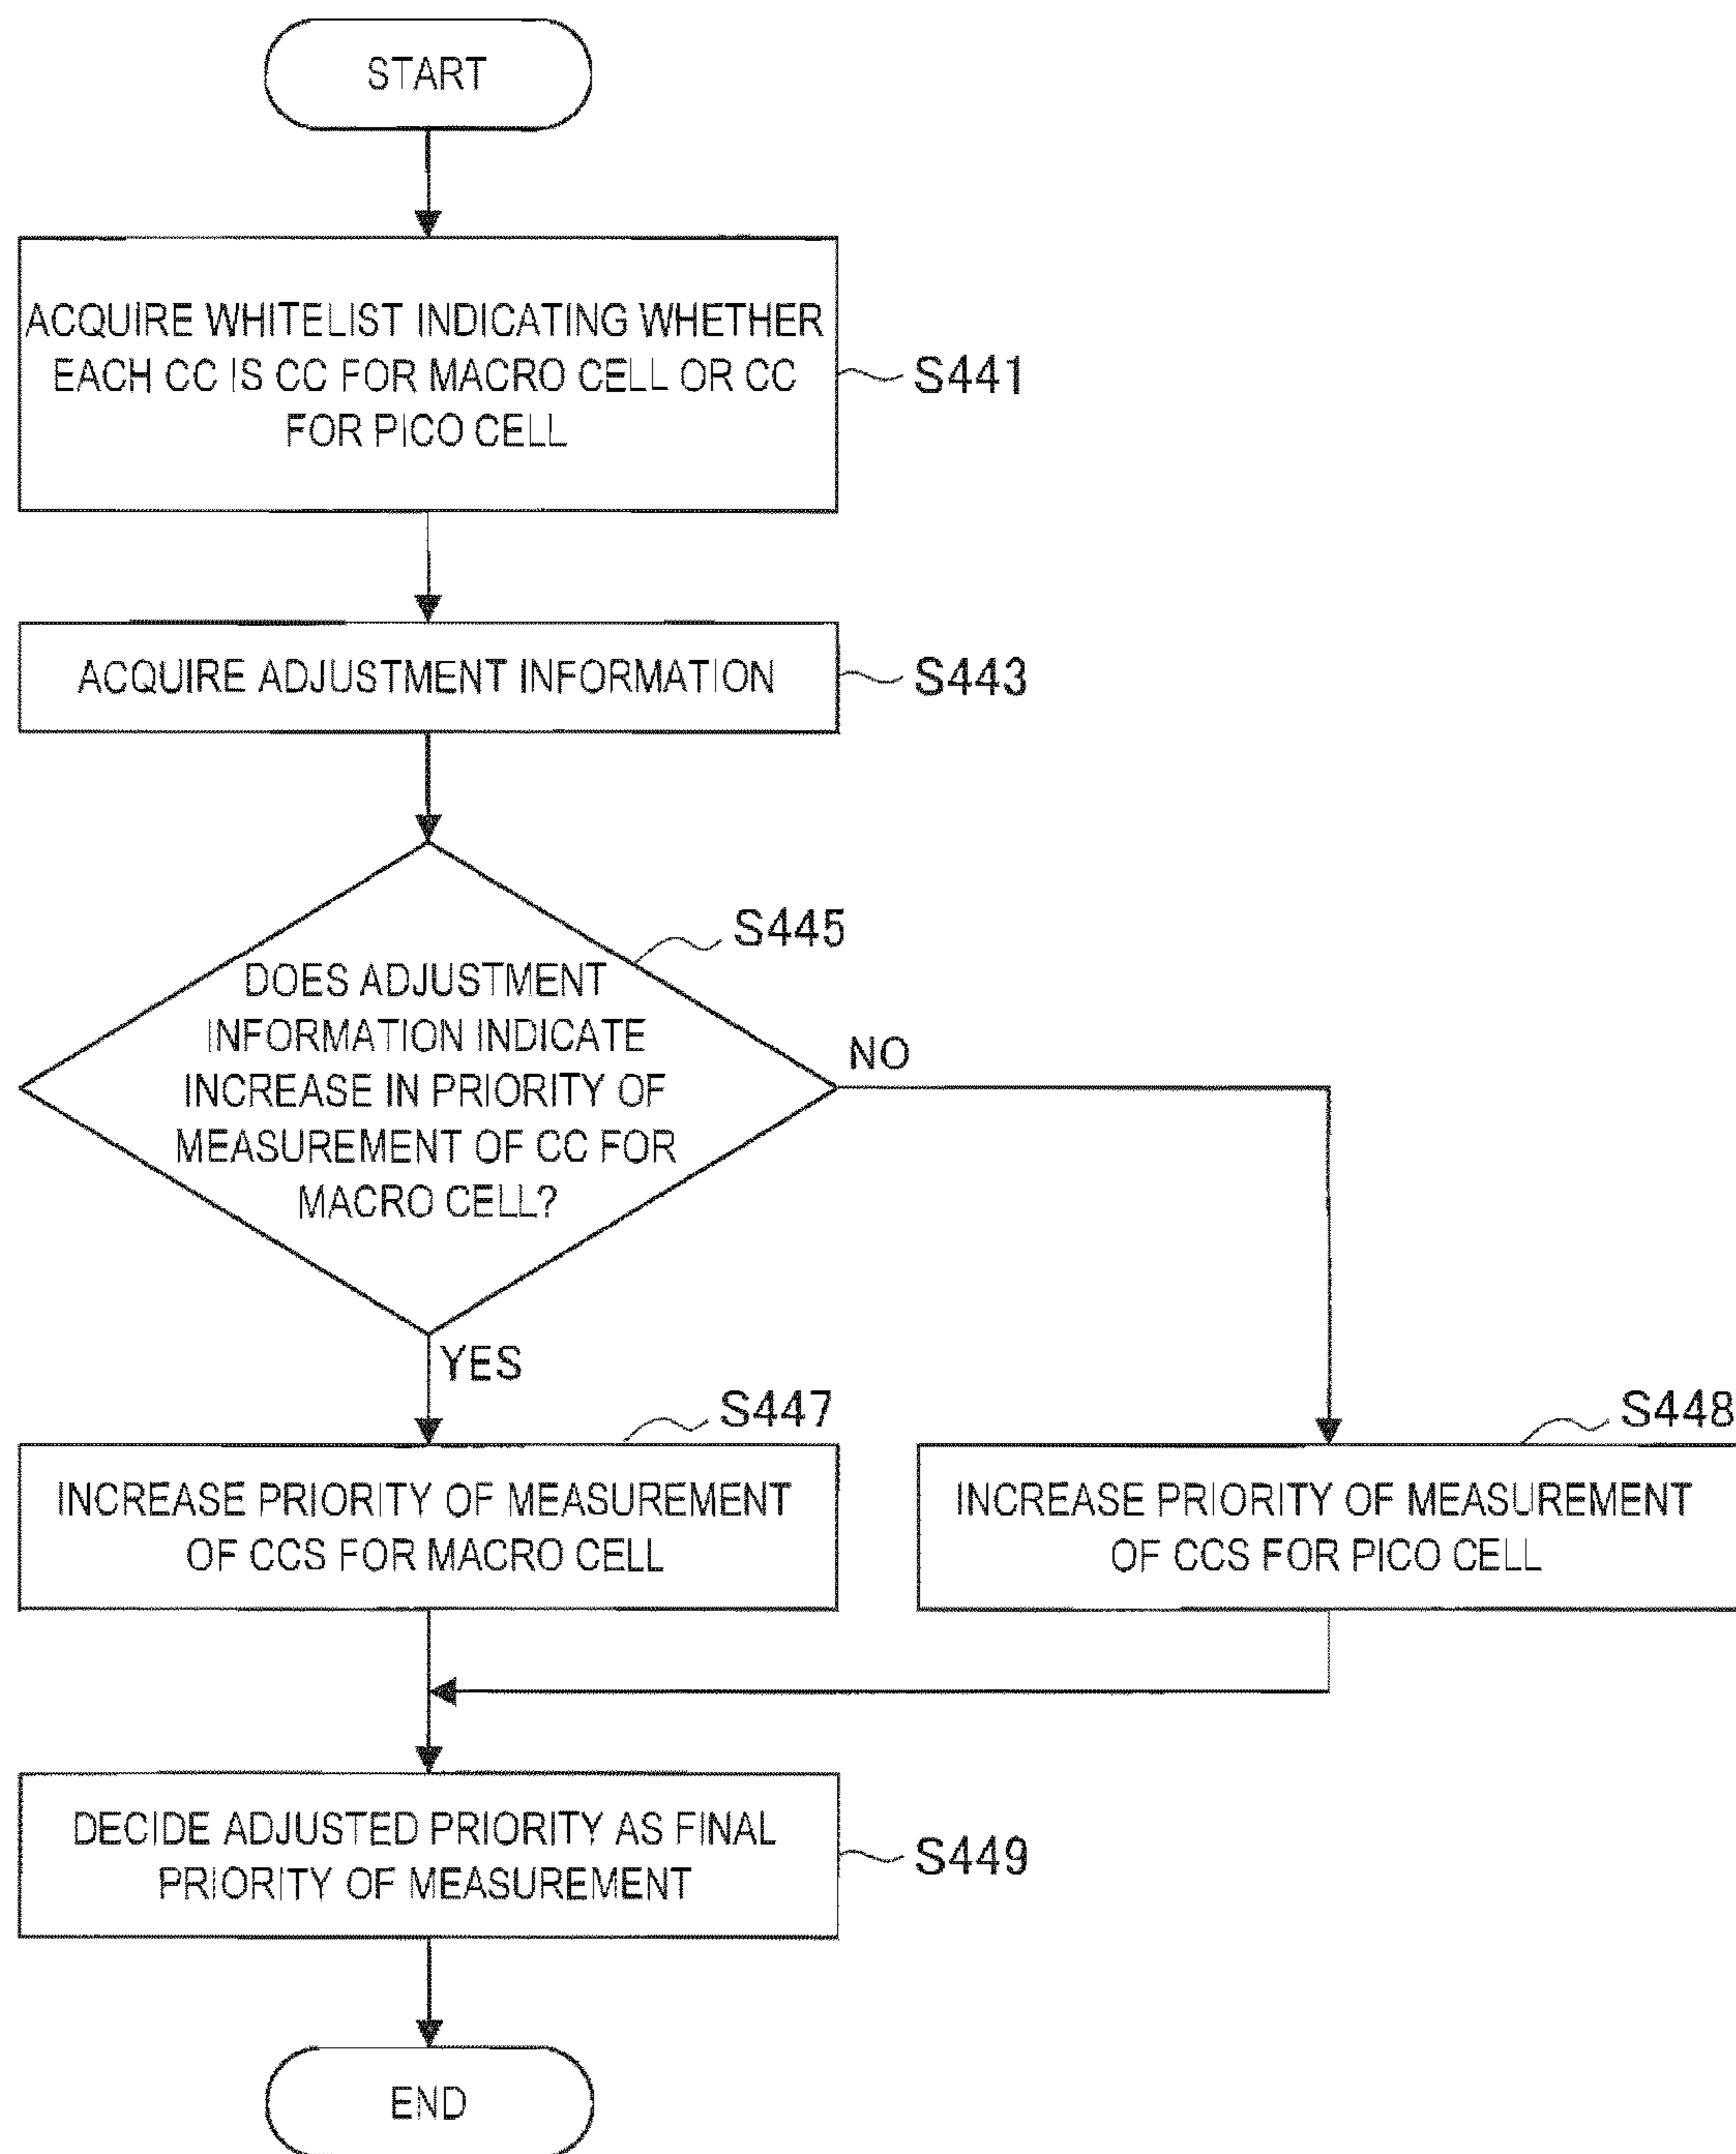 START
ACQUIRE WHITELIST INDICATING WHETHER
EACH CC IS CC FOR MACRO CELL OR CC
FOR PICO CELL
S441
ACQUIRE ADJUSTMENT INFORMATION
S443
S445
DOES ADJUSTMENT
INFORMATION INDICATE
INCREASE IN PRIORITY OF
MEASUREMENT OF CC FOR
MACRO CELL?
NO
YES
S447
INCREASE PRIORITY OF MEASUREMENT
OF CCS FOR MACRO CELL
S448
INCREASE PRIORITY OF MEASUREMENT
OF CCS FOR PICO CELL
DECIDE ADJUSTED PRIORITY AS FINAL
PRIORITY OF MEASUREMENT
S449
END